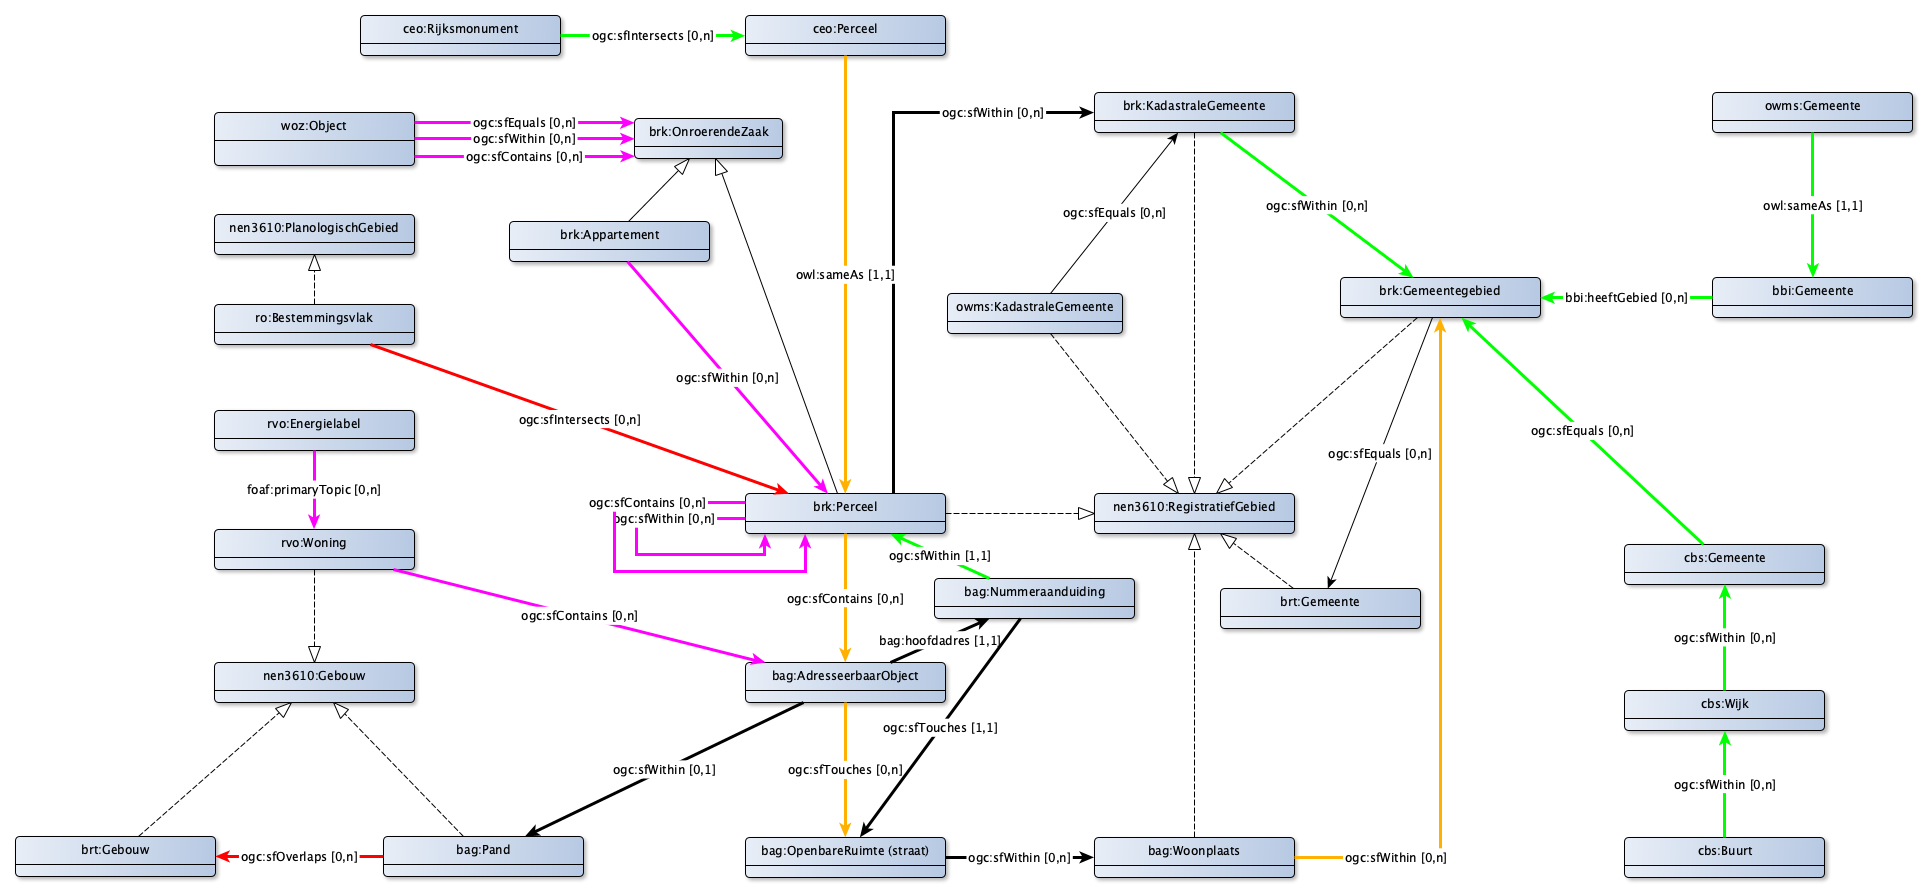 ceo:Rijksmonument
ogc:sfIntersects [0,n]
ceo:Perceel
woz:Object
ogc:sfEquals [0,n]
ogc:sfWithin [0,n]
ogc:sfContains [0,n]
brk:OnroerendeZaak
ogc:sfWithin [0,n]
brk:KadastraleGemeente
owms:Gemeente
nen3610:PlanologischGebied
brk:Appartement
ogc:sfEquals [0,n]
ogc:sfWithin [0,n]
owl:sameAs [1,1]
owl:sameAs [1,1]
ro:Bestemmingsvlak
owms:KadastraleGemeente
brk:Gemeentegebied
bbi:heeftGebied [0,n]
bbi:Gemeente
ogc:sfWithin [0,n]
ogc:sfIntersects [0,n]
rvo:Energielabel
ogc:sfEquals [0,n]
ogc:sfEquals [0,n]
foaf:primaryTopic [0,n]
ogc:sfContains [0,n]
ogc:sfWithin [0,n]
brk:Perceel
nen3610:RegistratiefGebied
rvo:Woning
ogc:sfWithin [1,1]
cbs:Gemeente
ogc:sfContains [0,n]
bag:Nummeraanduiding
brt:Gemeente
ogc:sfContains [0,n]
bag:hoofdadres [1,1]
ogc:sfWithin [0,n]
nen3610:Gebouw
bag:AdresseerbaarObject
cbs:Wijk
ogc:sfTouches [1,1]
ogc:sfWithin [0,1]
ogc:sfTouches [0,n]
ogc:sfWithin [0,n]
brt:Gebouw
ogc:sfOverlaps [0,n]
bag:Pand
bag:OpenbareRuimte (straat)
ogc:sfWithin [0,n]
bag:Woonplaats
ogc:sfWithin [0,n]
cbs:Buurt